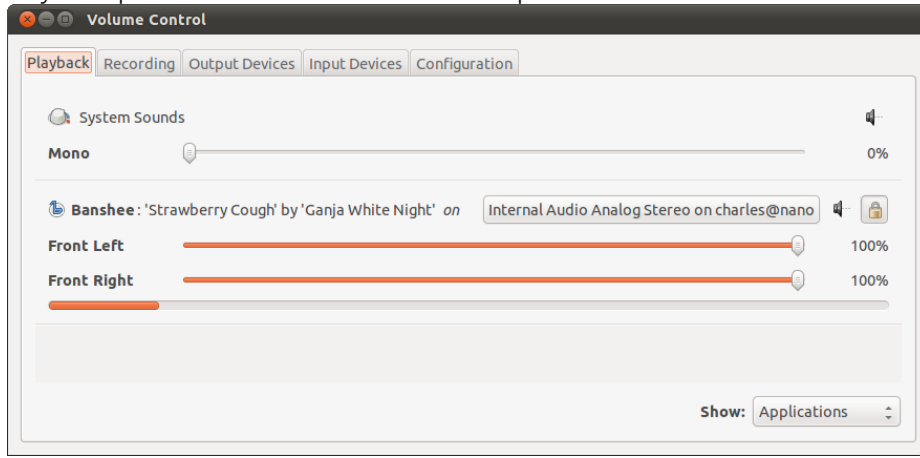 Volume Control
Playback Recording Output Devices Input Devices Configuration
System Sounds
Mono 0%
Banshee: 'Strawberry Cough' by 'Ganja White Night' on Internal Audio Analog Stereo on charles@nano
Front Left 100%
Front Right 100%
Show: Applications